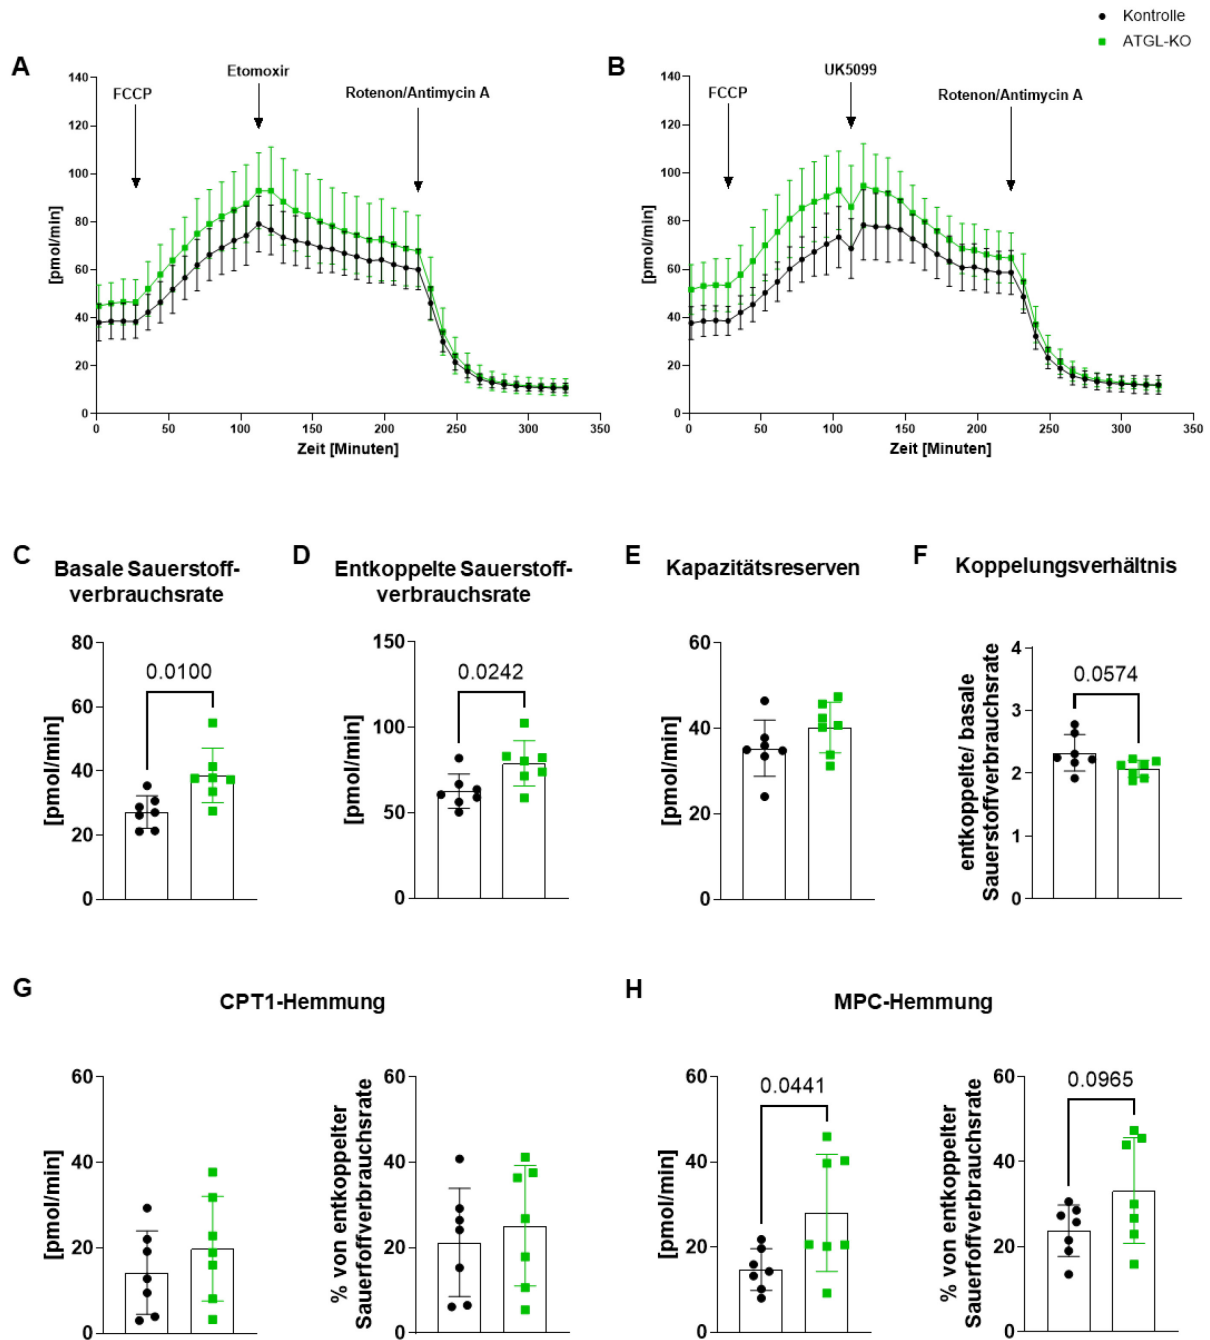 Kontrolle
ATGL-KO
A
B
FCCP
Etomoxir
Rotenon/Antimycin A
[pmol/min]
140
120
100
80
60
40
20
0
0 50 100 150 200 250 300 350
Zeit [Minuten]
FCCP
UK5099
Rotenon/Antimycin A
[pmol/min]
140
120
100
80
60
40
20
0
0 50 100 150 200 250 300 350
Zeit [Minuten]
C
Basale Sauerstoff-
verbrauchsrate
0.0100
[pmol/min]
80
60
40
20
0
D
Entkoppelte Sauerstoff-
verbrauchsrate
0.0242
[pmol/min]
150
100
50
0
E
Kapazitätsreserven
[pmol/min]
60
40
20
0
F
Koppelungsverhältnis
0.0574
entkoppelte/ basale
Sauerstoffverbrauchsrate
4
3
2
1
0
G
CPT1-Hemmung
[pmol/min]
60
40
20
0
% von entkoppelter
Sauerfoffverbrauchsrate
60
40
20
0
H
MPC-Hemmung
0.0441
[pmol/min]
60
40
20
0
0.0965
% von entkoppelter
Sauerfoffverbrauchsrate
60
40
20
0